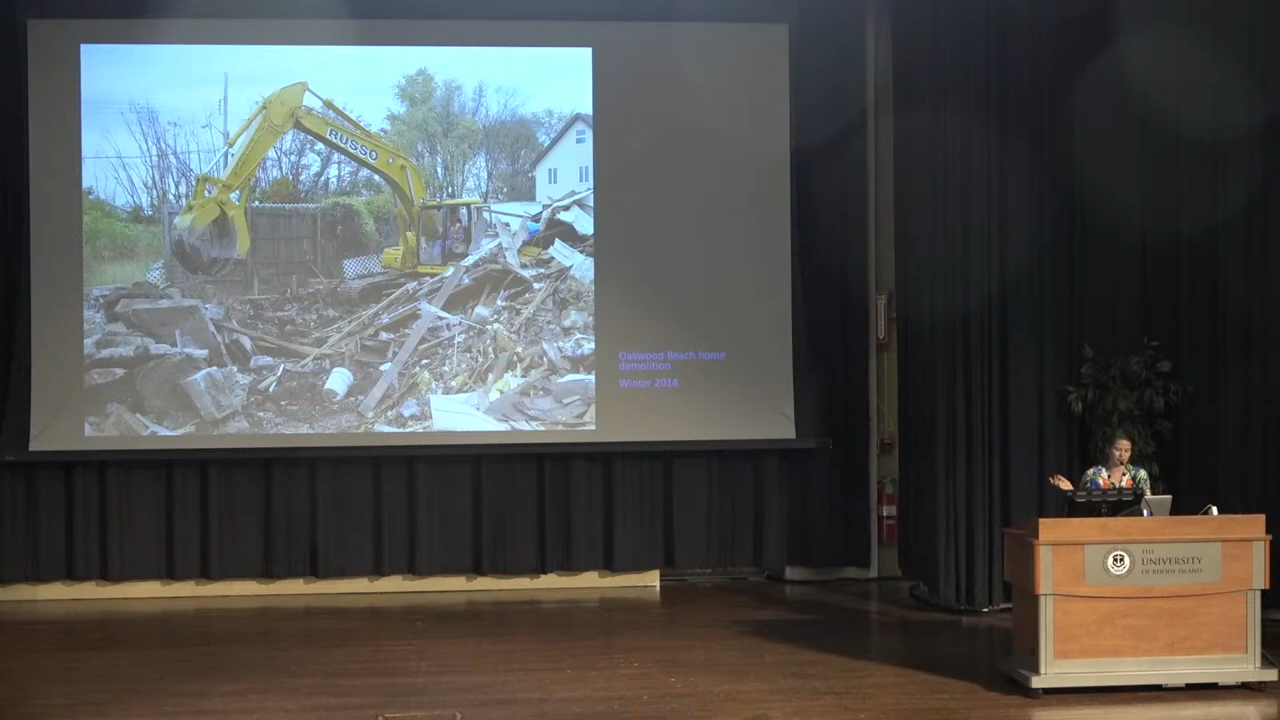 RUSSO
Oakwood Beach home
demolition
Winter 2014
THE
UNIVERSITY
OF RHODE ISLAND